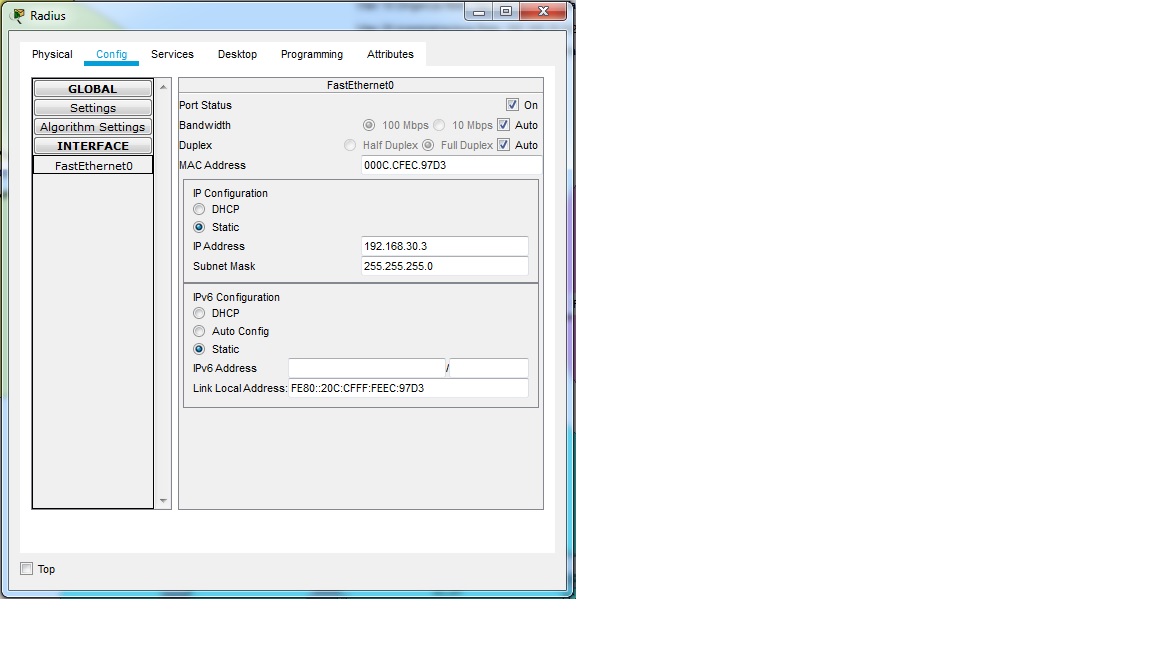 Radius
Physical Config Services Desktop Programming Attributes
GLOBAL
Settings
Algorithm Settings
INTERFACE
FastEthernet0
FastEthernet0
Port Status On
Bandwidth 100 Mbps 10 Mbps Auto
Duplex Half Duplex Full Duplex Auto
MAC Address 000C.CFEC.97D3
IP Configuration
DHCP
Static
IP Address 192.168.30.3
Subnet Mask 255.255.255.0
IPv6 Configuration
DHCP
Auto Config
Static
IPv6 Address /
Link Local Address: FE80::20C:CFFF:FEEC:97D3
Top